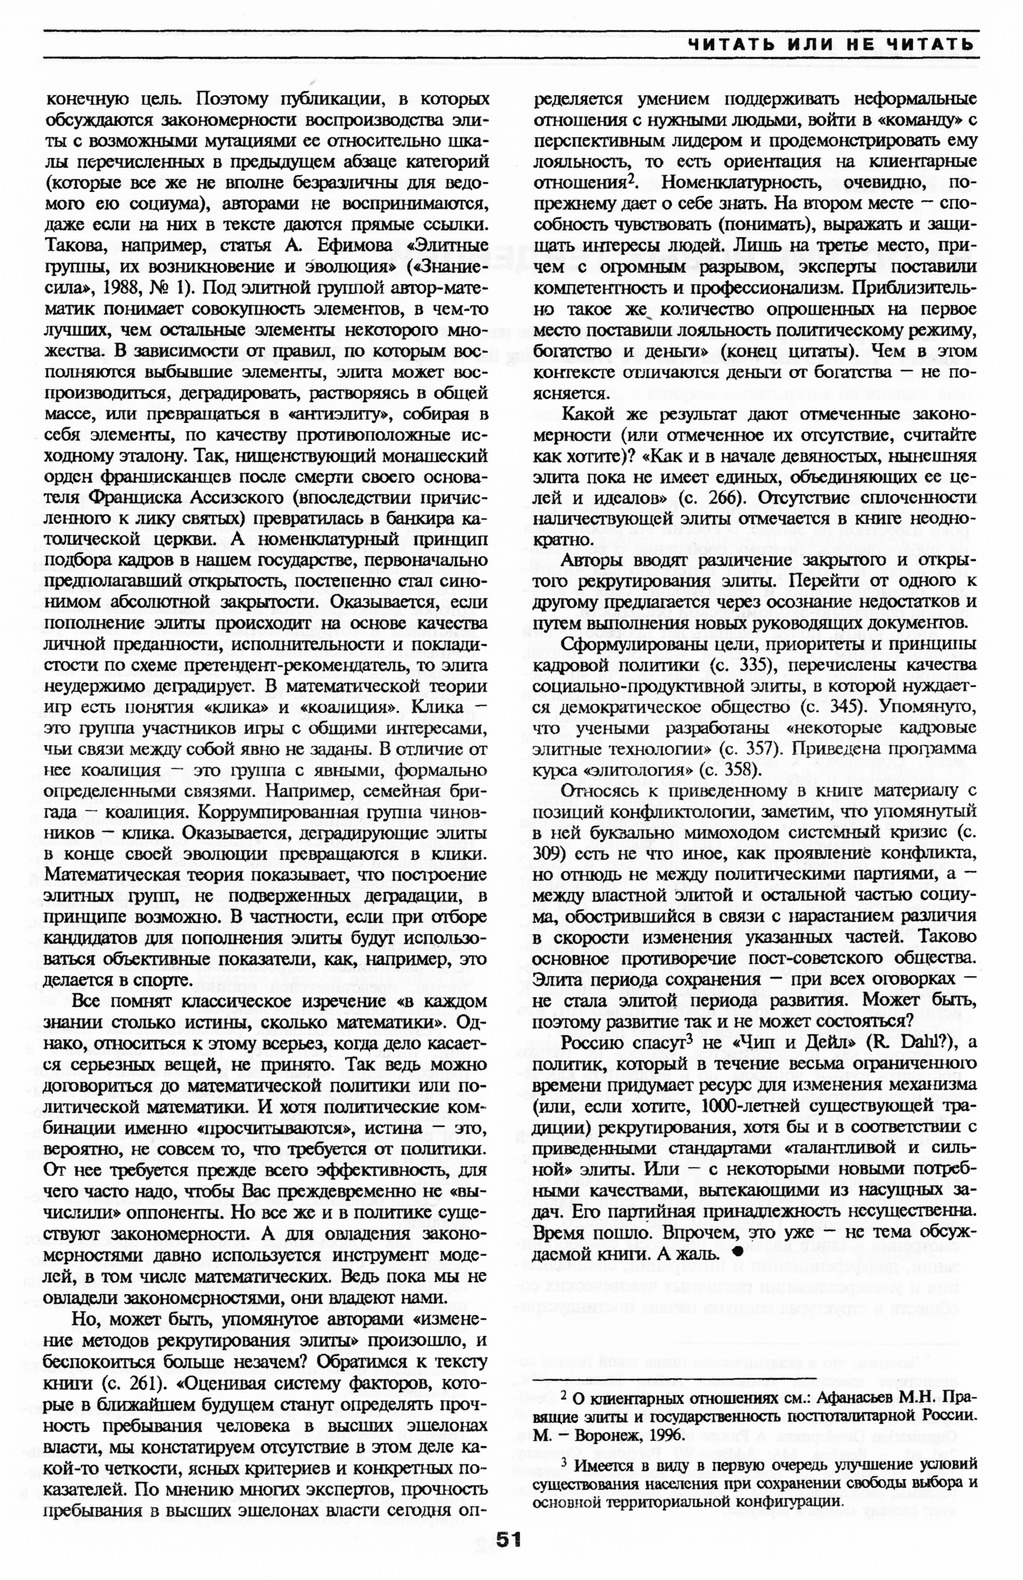 ЧИТАТЬ ИЛИ НЕ ЧИТАТЬ
конечную цель. Поэтому публикации, в которых
обсуждаются закономерности воспроизводства эли-
ты с возможными мутациями ее относительно шка-
лы перечисленных в предыдущем абзаце категорий
(которые все же не вполне безразличны для ведо-
мого ею социума), авторами не воспринимаются,
даже если на них в тексте даются прямые ссылки.
Такова, например, статья А. Ефимова «Элитные
группы, их возникновение и эволюция» («Знание-
сила», 1988, № 1). Под элитной группой автор-мате-
матик понимает совокупность элементов, в чем-то
лучших, чем остальные элементы некоторого мно-
жества. В зависимости от правил, по которым вос-
полняются выбывшие элементы, элита может вос-
производиться, деградировать, растворяясь в общей
массе, или превращаться в «антиэлиту», собирая в
себя элементы, по качеству противоположные ис-
ходному эталону. Так, нищенствующий монашеский
орден францисканцев после смерти своего основа-
теля Франциска Ассизского (впоследствии причис-
ленного к лику святых) превратилась в банкира ка-
толической церкви. А номенклатурный принцип
подбора кадров в нашем государстве, первоначально
предполагавший открытость, постепенно стал сино-
нимом абсолютной закрытости. Оказывается, если
пополнение элиты происходит на основе качества
личной преданности, исполнительности и поклади-
стости по схеме претендент-рекомендатель, то элита
неудержимо деградирует. В математической теории
игр есть понятия «клика» и «коалиция». Клика —
это группа участников игры с общими интересами,
чьи связи между собой явно не заданы. В отличие от
нее коалиция — это группа с явными, формально
определенными связями. Например, семейная бри-
гада — коалиция. Коррумпированная группа чинов-
ников — клика. Оказывается, деградирующие элиты
в конце своей эволюции превращаются в клики.
Математическая теория показывает, что построение
элитных групп, не подверженных деградации, в
принципе возможно. В частности, если при отборе
кандидатов для пополнения элиты будут использо-
ваться объективные показатели, как, например, это
делается в спорте.
Все помнят классическое изречение «в каждом
знании столько истины, сколько математики». Од-
нако, относиться к этому всерьез, когда дело касает-
ся серьезных вещей, не принято. Так ведь можно
договориться до математической политики или по-
литической математики. И хотя политические ком-
бинации именно «просчитываются», истина — это,
вероятно, не совсем то, что требуется от политики.
От нее требуется прежде всего эффективность, для
чего часто надо, чтобы Вас преждевременно не «вы-
числили» оппоненты. Но все же и в политике суще-
ствуют закономерности. А для овладения законо-
мерностями давно используется инструмент моде-
лей, в том числе математических. Ведь пока мы не
овладели закономерностями, они владеют нами.
Но, может быть, упомянутое авторами «измене-
ние методов рекрутирования элиты» произошло, и
беспокоиться больше незачем? Обратимся к тексту
книги (с. 261). «Оценивая систему факторов, кото-
рые в ближайшем будущем станут определять проч-
ность пребывания человека в высших эшелонах
власти, мы констатируем отсутствие в этом деле ка-
кой-то четкости, ясных критериев и конкретных по-
казателей. По мнению многих экспертов, прочность
пребывания в высших эшелонах власти сегодня оп-
ределяется умением поддерживать неформальные
отношения с нужными людьми, войти в «команду» с
перспективным лидером и продемонстрировать ему
лояльность, то есть ориентация на клиентарные
отношения². Номенклатурность, очевидно, по-
прежнему дает о себе знать. На втором месте — спо-
собность чувствовать (понимать), выражать и защи-
щать интересы людей. Лишь на третье место, при-
чем с огромным разрывом, эксперты поставили
компетентность и профессионализм. Приблизитель-
но такое же количество опрошенных на первое
место поставили лояльность политическому режиму,
богатство и деньги» (конец цитаты). Чем в этом
контексте отличаются деньги от богатства — не по-
ясняется.
Какой же результат дают отмеченные законо-
мерности (или отмеченное их отсутствие, считайте
как хотите)? «Как и в начале девяностых, нынешняя
элита пока не имеет единых, объединяющих ее це-
лей и идеалов» (с. 266). Отсутствие сплоченности
наличествующей элиты отмечается в книге неодно-
кратно.
Авторы вводят различение закрытого и откры-
того рекрутирования элиты. Перейти от одного к
другому предлагается через осознание недостатков и
путем выполнения новых руководящих документов.
Сформулированы цели, приоритеты и принципы
кадровой политики (с. 335), перечислены качества
социально-продуктивной элиты, в которой нуждает-
ся демократическое общество (с. 345). Упомянуто,
что учеными разработаны «некоторые кадровые
элитные технологии» (с. 357). Приведена программа
курса «элитология» (с. 358).
Относясь к приведенному в книге материалу с
позиций конфликтологии, заметим, что упомянутый
в ней буквально мимоходом системный кризис (с.
309) есть не что иное, как проявление конфликта,
но отнюдь не между политическими партиями, а —
между властной элитой и остальной частью социу-
ма, обострившийся в связи с нарастанием различия
в скорости изменения указанных частей. Таково
основное противоречие пост-советского общества.
Элита периода сохранения — при всех оговорках —
не стала элитой периода развития. Может быть,
поэтому развитие так и не может состояться?
Россию спасут³ не «Чип и Дейл» (R. Dahl?), а
политик, который в течение весьма ограниченного
времени придумает ресурс для изменения механизма
(или, если хотите, 1000-летней существующей тра-
диции) рекрутирования, хотя бы и в соответствии с
приведенными стандартами «талантливой и силь-
ной» элиты. Или — с некоторыми новыми потреб-
ными качествами, вытекающими из насущных за-
дач. Его партийная принадлежность несущественна.
Время пошло. Впрочем, это уже — не тема обсуж-
даемой книги. А жаль.
² О клиентарных отношениях см.: Афанасьев М.Н. Пра-
вящие элиты и государственность посттоталитарной России.
М. — Воронеж, 1996.
³ Имеется в виду в первую очередь улучшение условий
существования населения при сохранении свободы выбора и
основной территориальной конфигурации.
51